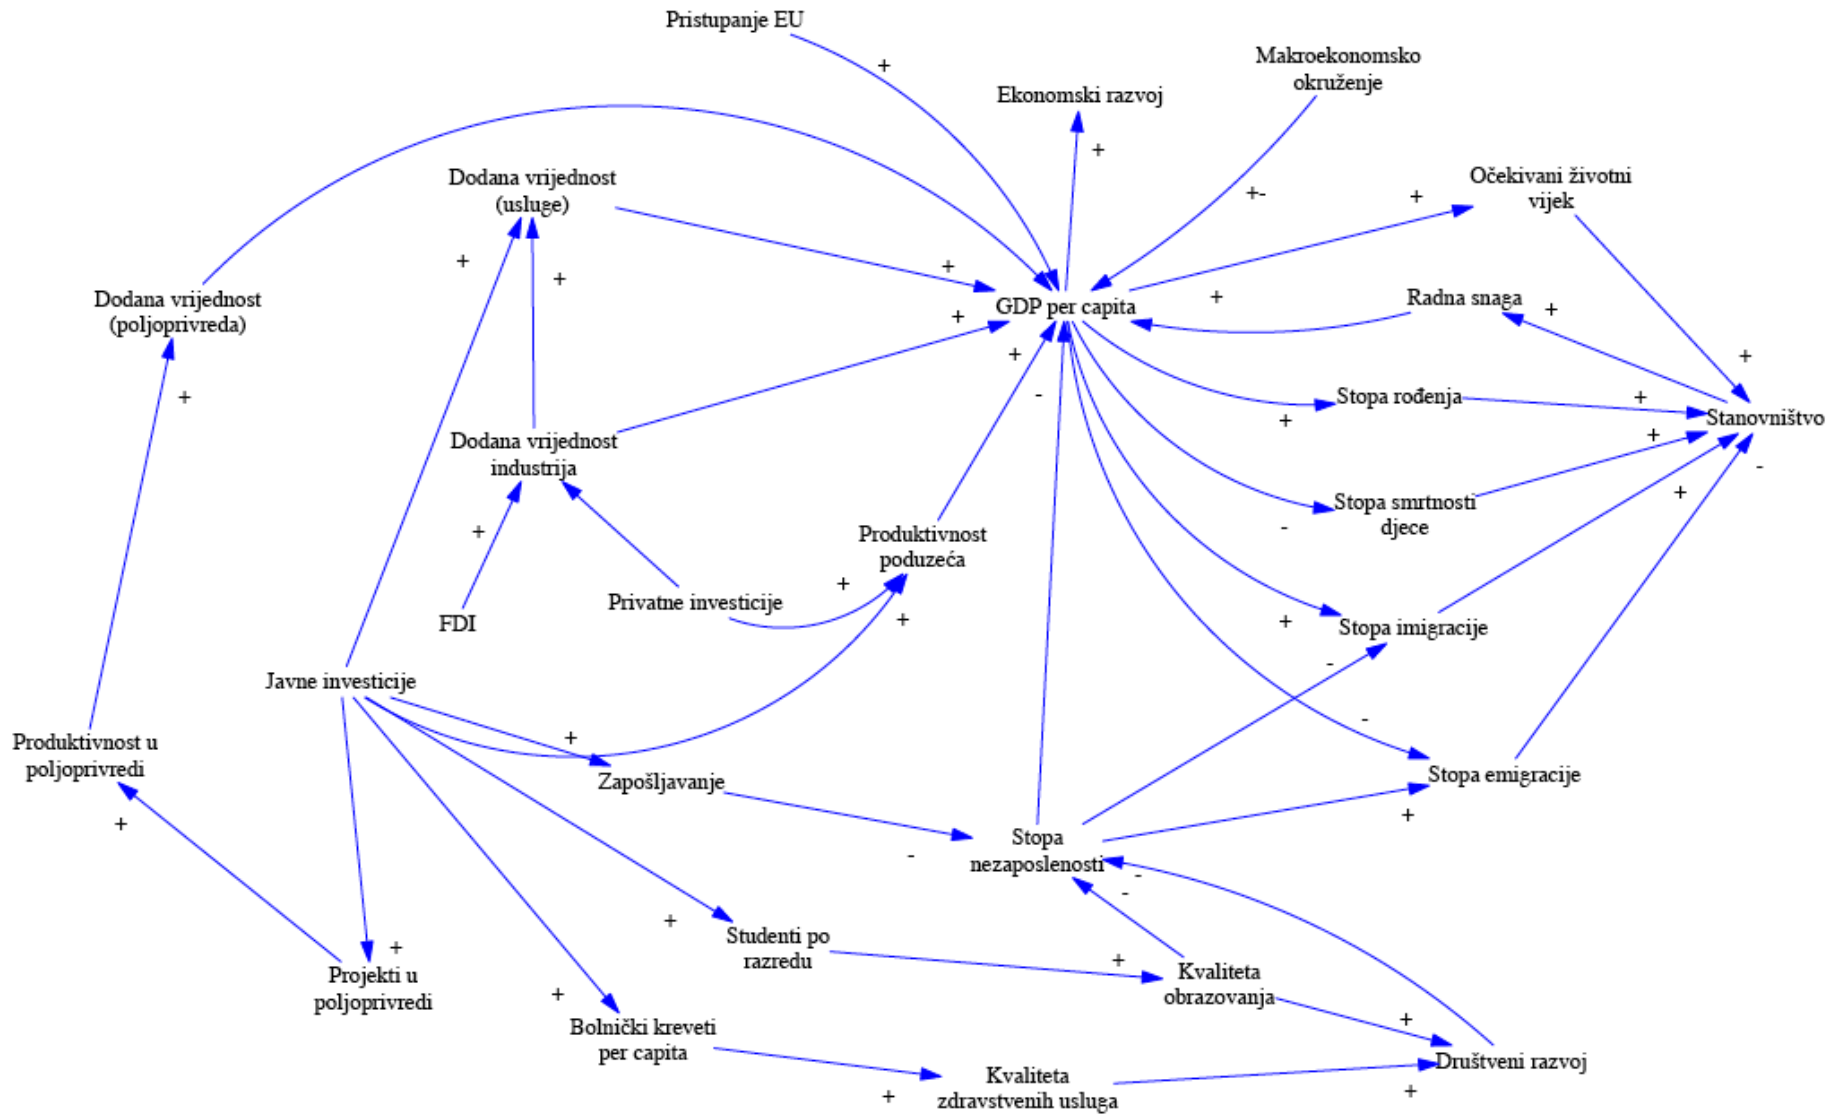 Pristupanje EU
+
Makroekonomsko
okruženje
Ekonomski razvoj
+
Dodana vrijednost
(usluge)
Očekivani životni
vijek
+-
+
+
+
+
Dodana vrijednost
(poljoprivreda)
GDP per capita
+
Radna snaga
+
+
+
+
-
+
Stopa rođenja
+
+
Stanovništvo
Dodana vrijednost
industrija
+
-
+
Stopa smrtnosti
djece
-
+
Produktivnost
poduzeća
Privatne investicije
+
+
FDI
+
Stopa imigracije
-
Javne investicije
-
+
Produktivnost u
poljoprivredi
Zapošljavanje
Stopa emigracije
+
+
Stopa
nezaposlenosti
-
-
-
+
Studenti po
razredu
+
+
Kvaliteta
obrazovanja
Projekti u
poljoprivredi
+
+
Bolnički kreveti
per capita
Društveni razvoj
Kvaliteta
zdravstvenih usluga
+
+